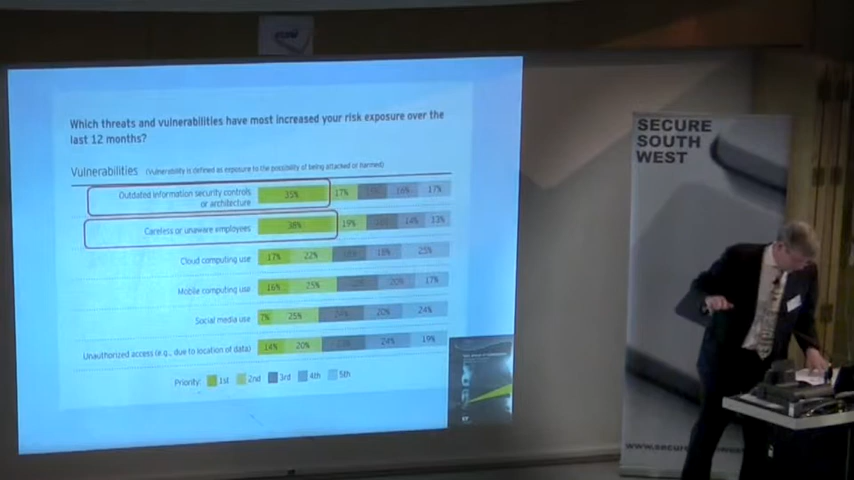 Which threats and vulnerabilities have most increased your risk exposure over the
last 12 months?
Vulnerabilities (Vulnerability is defined as exposure to the possibility of being attacked or harmed)
Outdated information security controls
or architecture 35% 17% 16% 17%
Careless or unaware employees 38% 19% 14% 13%
Cloud computing use 17% 22% 18% 25%
Mobile computing use 16% 25% 20% 17%
Social media use 7% 25% 20% 24%
Unauthorized access (e.g., due to location of data) 14% 20% 24% 19%
Priority: 1st 2nd 3rd 4th 5th
SECURE
SOUTH
WEST